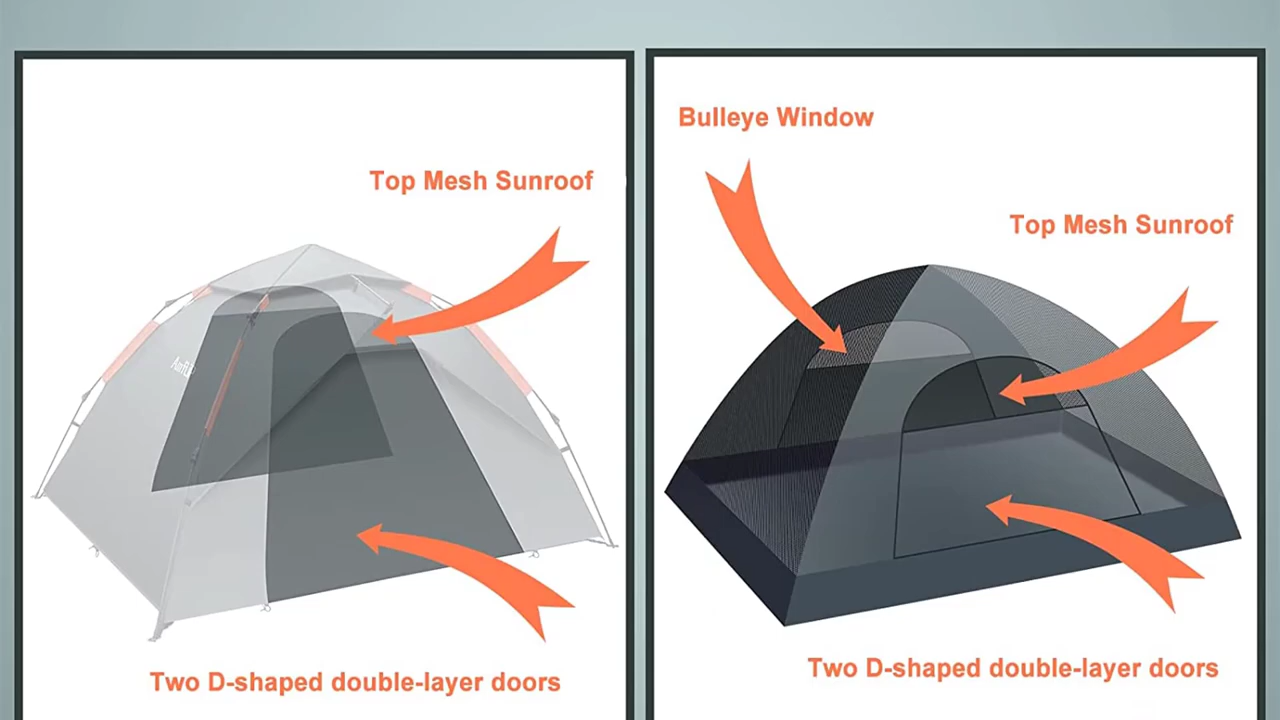 Top Mesh Sunroof
Two D-shaped double-layer doors
Bulleye Window
Top Mesh Sunroof
Two D-shaped double-layer doors